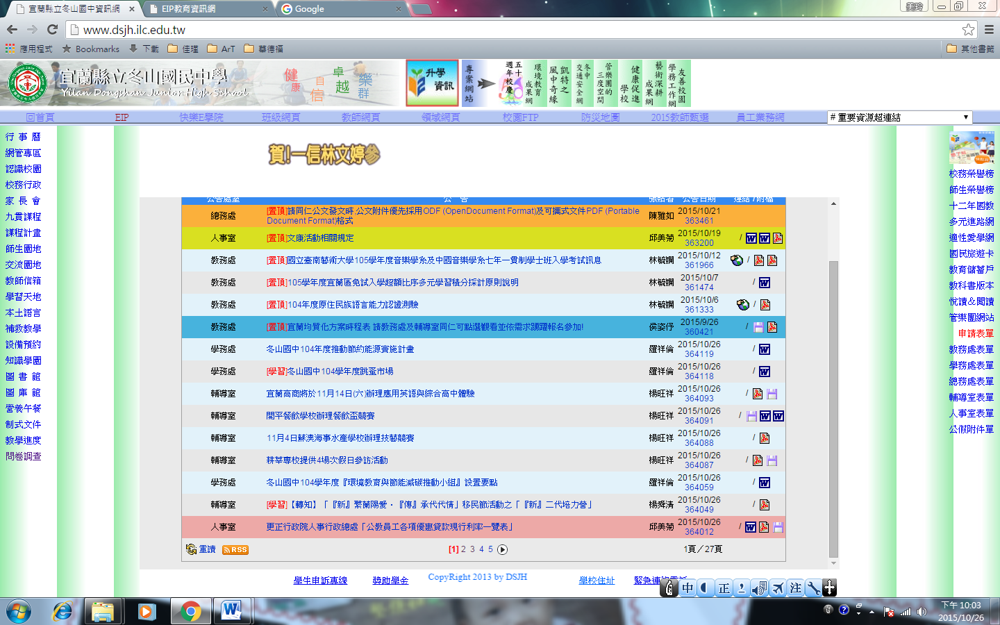 宜蘭縣立冬山國中資訊網
EIP教育資訊網
Google
美玲
www.dsjh.ilc.edu.tw
應用程式
Bookmarks
下載
佳瑾
ArT
華德福
其他書籤
宜蘭縣立冬山國民中學
Yilan Dongshan Junior High School
健康
自信
卓越
樂群
升學資訊
專案網站
五十週年校慶
環境教育成果網
凱特之風中奇緣
冬中交通安全網
管樂團的三度空間
健康促進學校
藝術深耕成果網
友善校園學務工作網
回首頁
EIP
快樂E學院
班級網頁
教師網頁
領域網頁
校園FTP
防災地圖
2015教師甄選
員工業務網
# 重要資源超連結
行 事 曆
網管專區
認識校園
校務行政
家 長 會
九貫課程
課程計畫
師生園地
交流園地
教師信箱
學習天地
本土語言
補救教學
設備預約
知識學園
圖 書 館
圖 庫 館
營養午餐
制式文件
教學進度
問卷調查
賀!一信林文婷參
公告處室 公 告 張貼者 公告日期 連結 / 附檔
總務處 [置頂]請同仁公文發文時,公文附件優先採用ODF (OpenDocument Format)及可攜式文件PDF (Portable Document Format)格式 陳雅如 2015/10/21 363461
人事室 [置頂]文康活動相關規定 邱美菊 2015/10/19 363200 /
教務處 [置頂]國立臺南藝術大學105學年度音樂學系及中國音樂學系七年一貫制學士班入學考試訊息 林毓嫻 2015/10/12 361966 /
教務處 [置頂]105學年度宜蘭區免試入學超額比序多元學習積分採計原則說明 林毓嫻 2015/10/7 361474 /
教務處 [置頂]104年度原住民族語言能力認證測驗 林毓嫻 2015/10/6 361333 /
教務處 [置頂]宜蘭均質化方案時程表 請教務處及輔導室同仁可點選觀看並依需求踴躍報名參加! 侯姿伃 2015/9/26 360421 /
學務處 冬山國中104年度推動節約能源實施計畫 羅祥倫 2015/10/26 364119 /
學務處 [學習]冬山國中104學年度跳蚤市場 羅祥倫 2015/10/26 364118 /
輔導室 宜蘭高商將於11月14日(六)辦理應用英語與綜合高中體驗 楊旺祥 2015/10/26 364093 /
輔導室 開平餐飲學校辦理餐飲盃競賽 楊旺祥 2015/10/26 364091 /
輔導室 11月4日蘇澳海事水產學校辦理技藝競賽 楊旺祥 2015/10/26 364088 /
輔導室 耕莘專校提供4場次假日參訪活動 楊旺祥 2015/10/26 364087 /
學務處 冬山國中104學年度『環境教育與節能減碳推動小組』設置要點 羅祥倫 2015/10/26 364059 /
輔導室 [學習]【轉知】「『新』繫蘭陽愛．『傳』承代代情」移民節活動之「『新』二代培力營」 楊舜清 2015/10/26 364049 /
人事室 更正行政院人事行政總處「公教員工各項優惠貸款現行利率一覽表」 邱美菊 2015/10/26 364012 /
重讀 RSS [1] 2 3 4 5 1頁／27頁
學生申訴專線
獎助學金
CopyRight 2013 by DSJH
學校住址
校務榮譽榜
師生榮譽榜
十二年國教
多元進路網
適性愛學網
國民旅遊卡
教育儲蓄戶
教科書版本
悅讀＆閱讀
管樂團網站
申請表單
教務處表單
學務處表單
總務處表單
輔導室表單
人事室表單
公假附件單
中
正
注
下午 10:03
2015/10/26